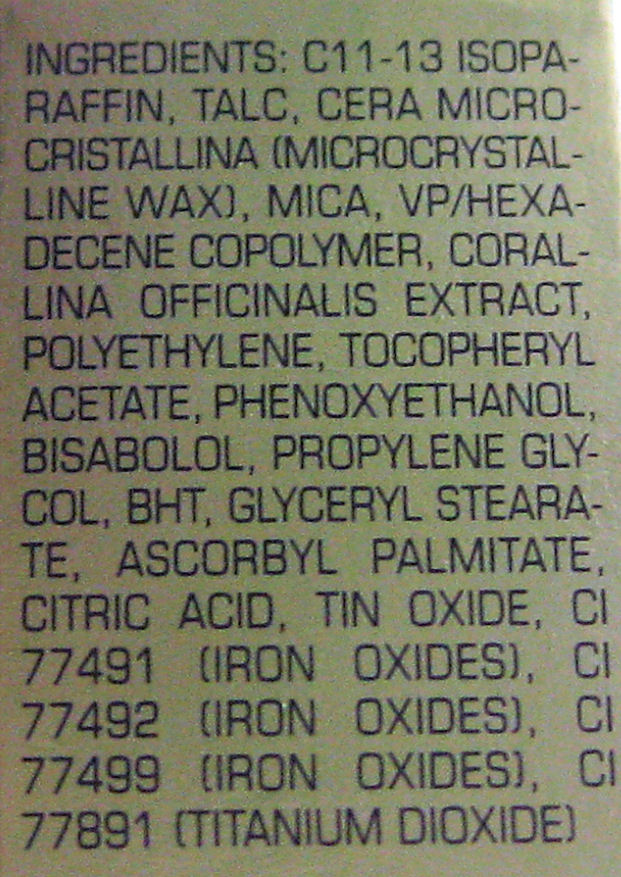 INGREDIENTS: C11-13 ISOPA-
RAFFIN, TALC, CERA MICRO-
CRISTALLINA (MICROCRYSTAL-
LINE WAX), MICA, VP/HEXA-
DECENE COPOLYMER, CORAL-
LINA OFFICINALIS EXTRACT,
POLYETHYLENE, TOCOPHERYL
ACETATE, PHENOXYETHANOL,
BISABOLOL, PROPYLENE GLY-
COL, BHT, GLYCERYL STEARA-
TE, ASCORBYL PALMITATE,
CITRIC ACID, TIN OXIDE, CI
77491 (IRON OXIDES), CI
77492 (IRON OXIDES), CI
77499 (IRON OXIDES), CI
77891 (TITANIUM DIOXIDE)